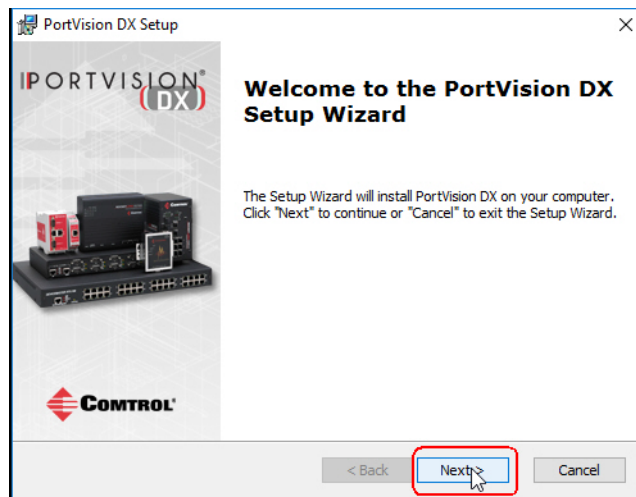 PortVision DX Setup
PORTVISION®
(DX)
Welcome to the PortVision DX
Setup Wizard
The Setup Wizard will install PortVision DX on your computer.
Click "Next" to continue or "Cancel" to exit the Setup Wizard.
COMTROL®
< Back
Next >
Cancel